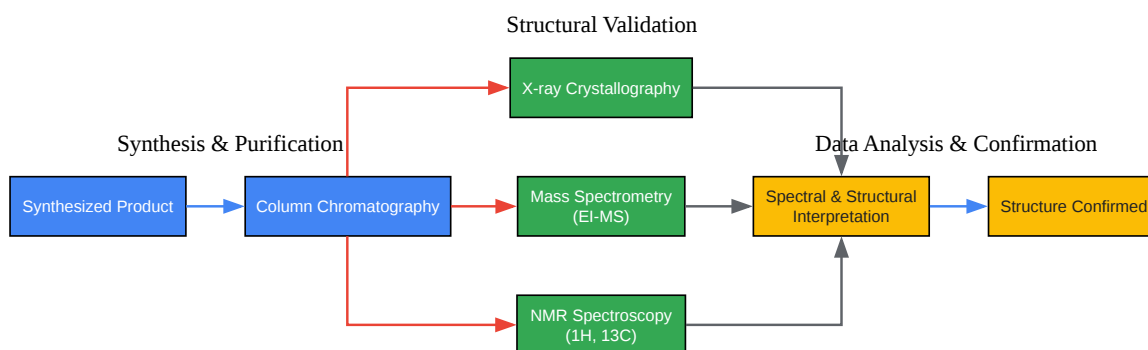 Structural Validation
X-ray Crystallography
Synthesis & Purification
Data Analysis & Confirmation
Synthesized Product
Column Chromatography
Mass Spectrometry
(EI-MS)
Spectral & Structural
Interpretation
Structure Confirmed
NMR Spectroscopy
(1H, 13C)